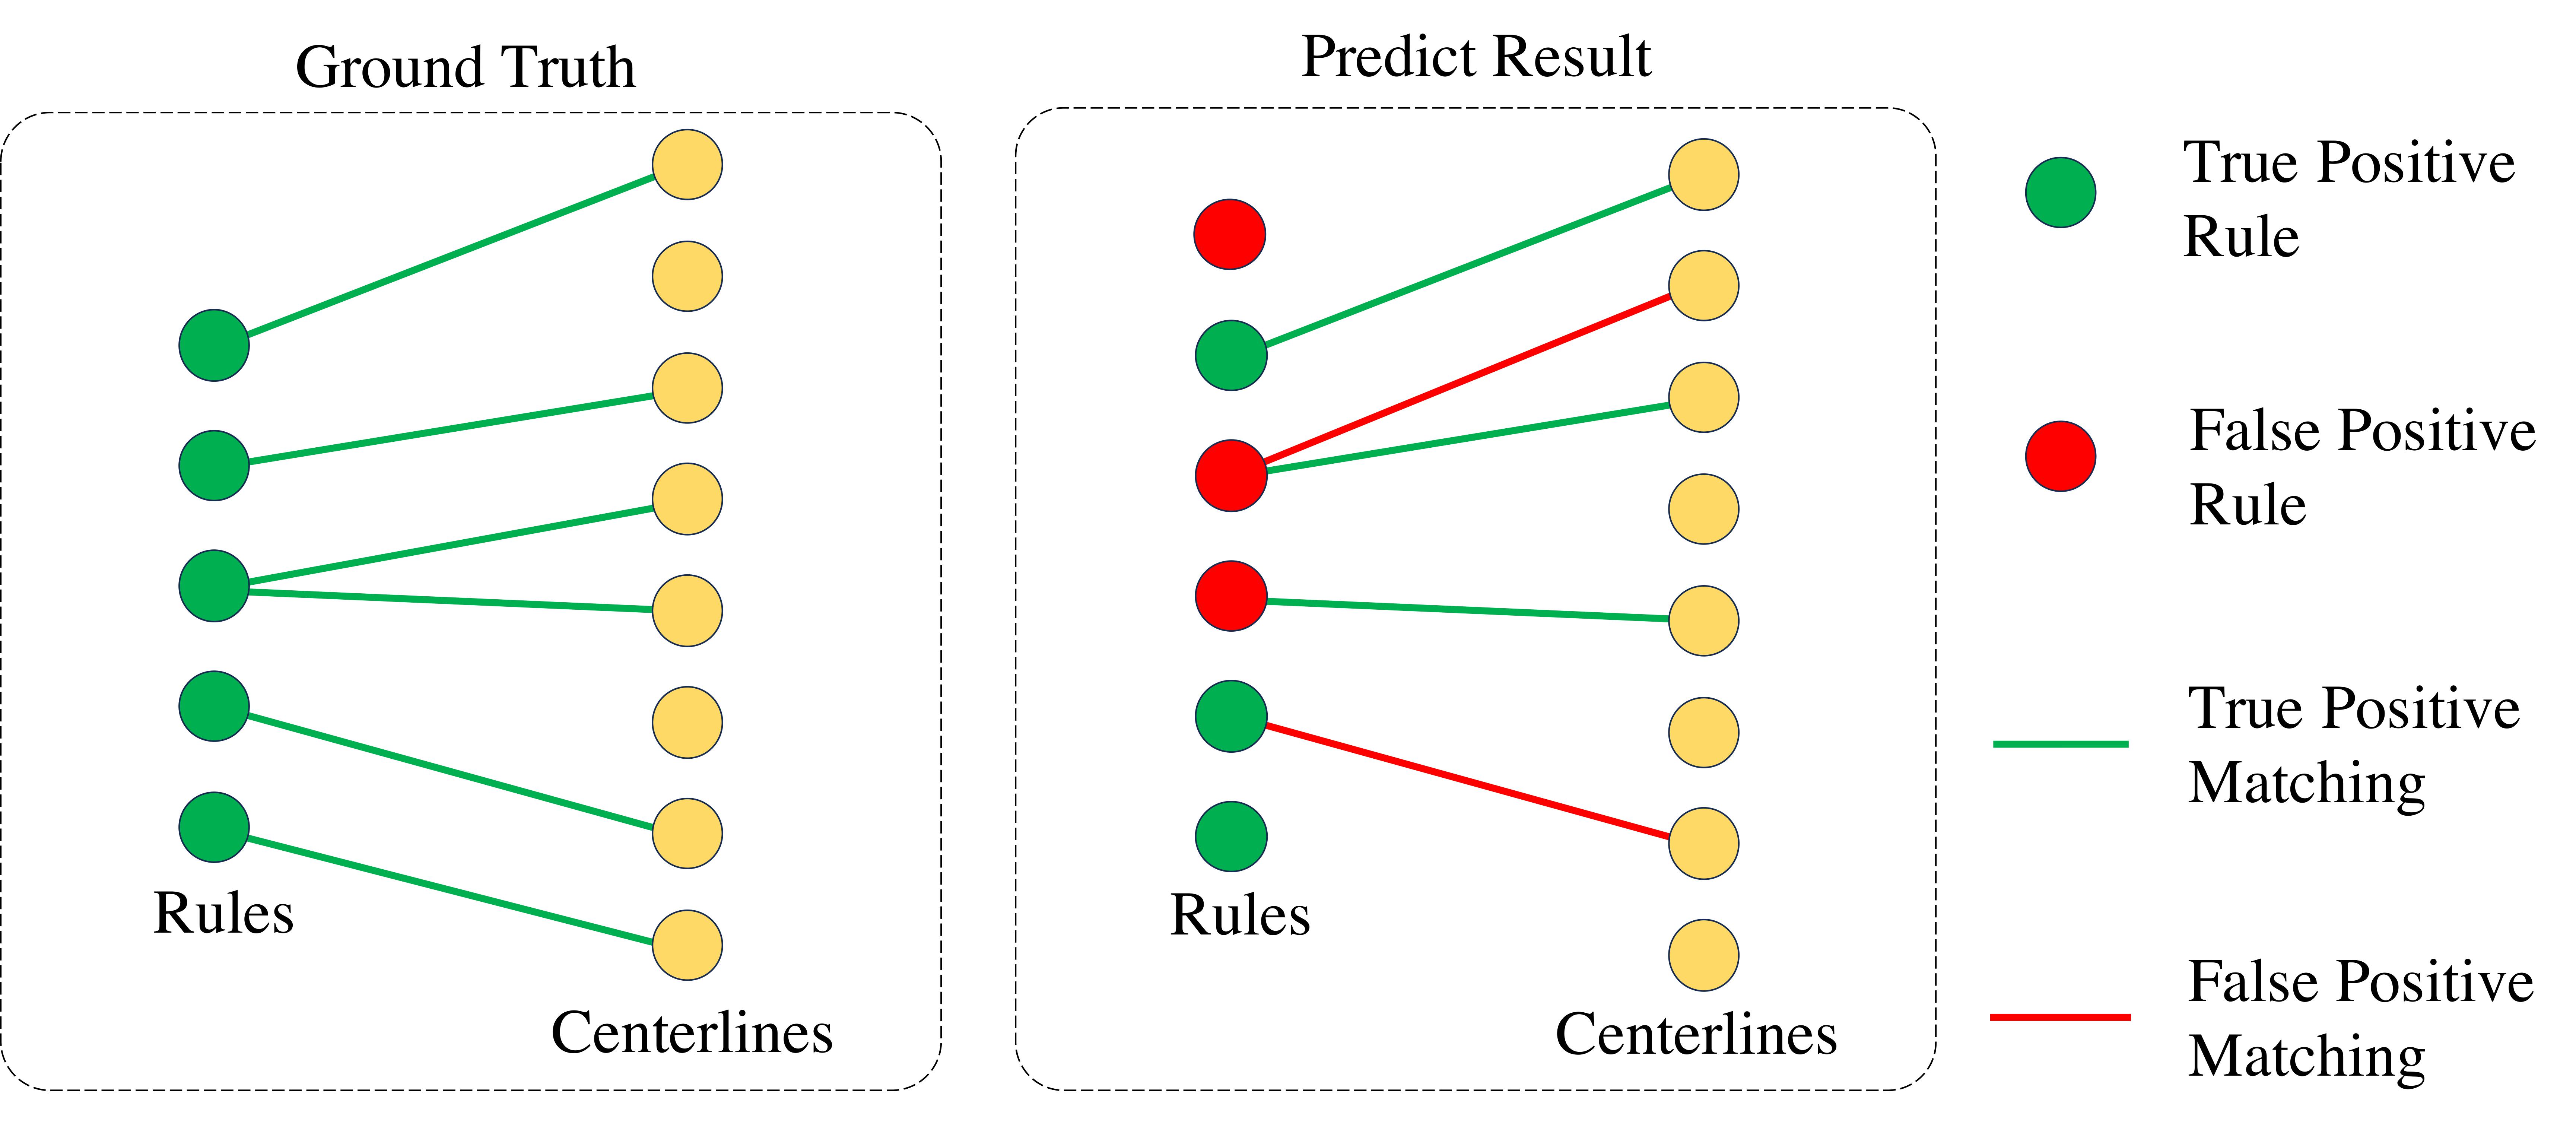 Ground Truth
Rules
Centerlines
Predict Result
Rules
Centerlines
True Positive
Rule
False Positive
Rule
True Positive
Matching
False Positive
Matching